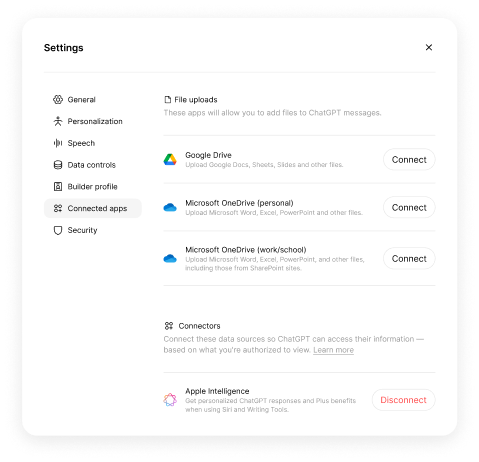 Settings
General
Personalization
Speech
Data controls
Builder profile
Connected apps
Security
File uploads
These apps will allow you to add files to ChatGPT messages.
Google Drive
Upload Google Docs, Sheets, Slides and other files.
Connect
Microsoft OneDrive (personal)
Upload Microsoft Word, Excel, PowerPoint and other files.
Connect
Microsoft OneDrive (work/school)
Upload Microsoft Word, Excel, PowerPoint, and other files,
including those from SharePoint sites.
Connect
Connectors
Connect these data sources so ChatGPT can access their information —
based on what you're authorized to view. Learn more
Apple Intelligence
Get personalized ChatGPT responses and Plus benefits
when using Siri and Writing Tools.
Disconnect